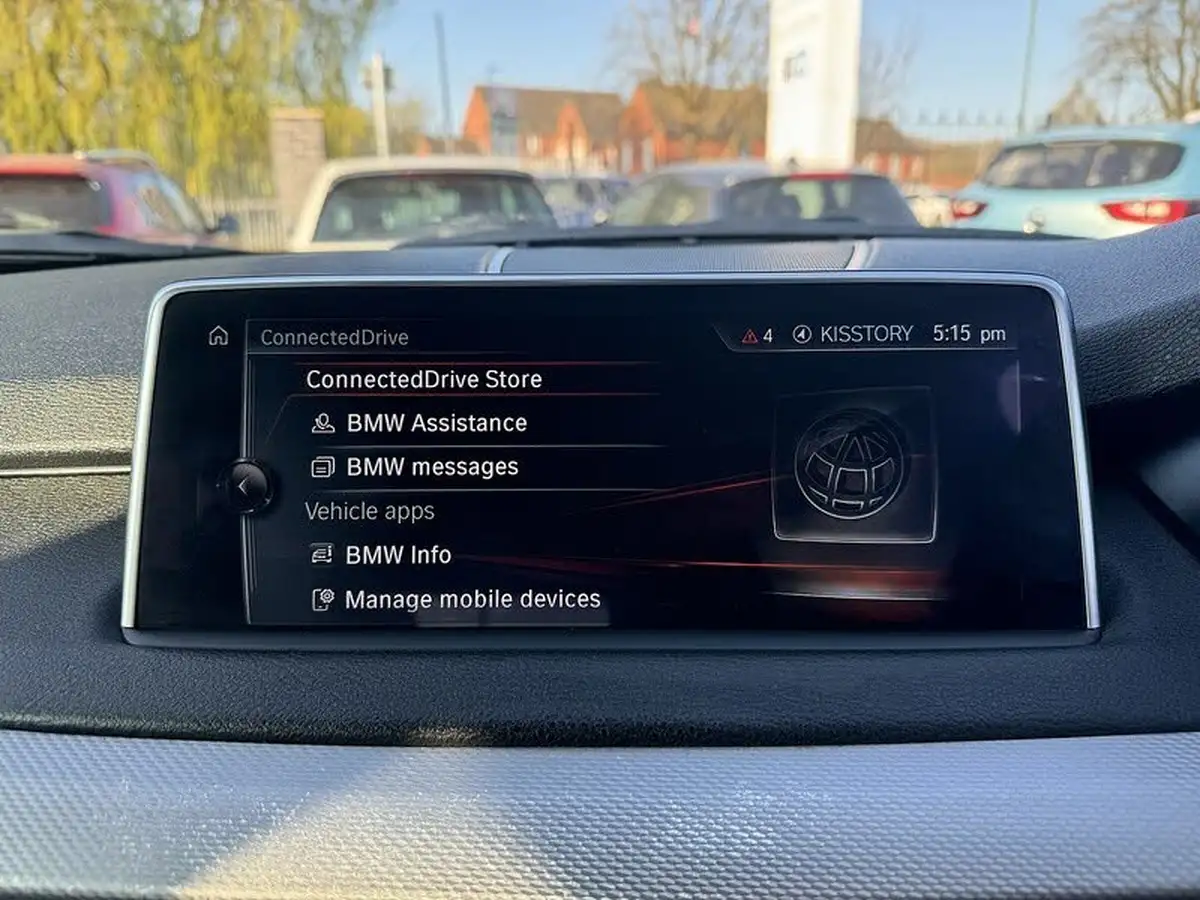 ConnectedDrive
4 KISSTORY 5:15 pm
ConnectedDrive Store
BMW Assistance
BMW messages
Vehicle apps
BMW Info
Manage mobile devices